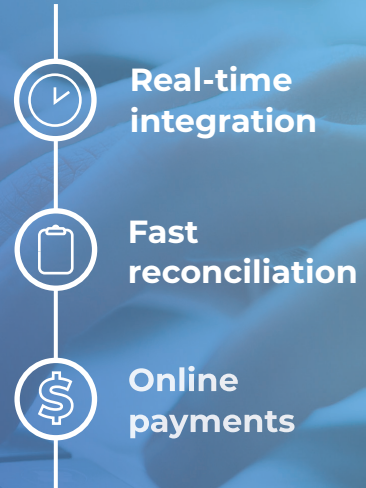 Real-time
integration
Fast
reconciliation
Online
payments